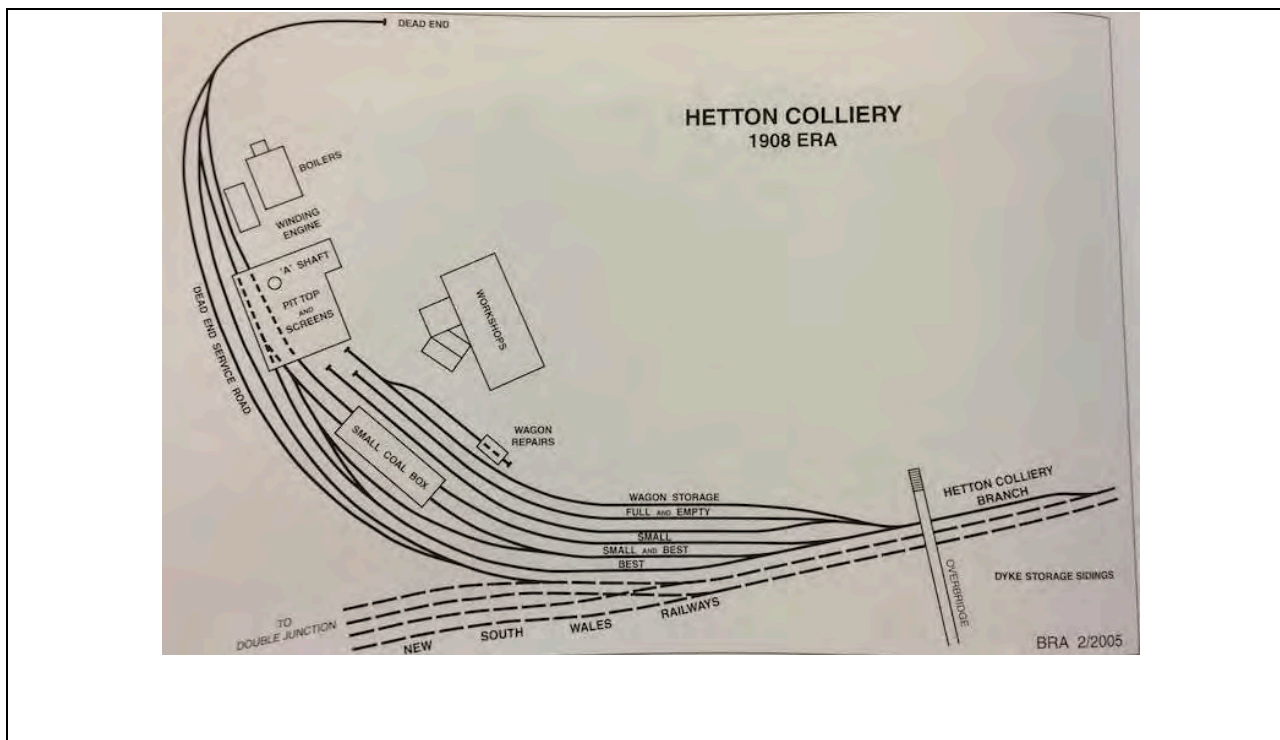 DEAD END
HETTON COLLIERY
1908 ERA
BOILERS
WINDING
ENGINE
'A' SHAFT
PIT TOP
AND
SCREENS
DEAD END SERVICE ROAD
WORKSHOPS
SMALL COAL BOX
WAGON
REPAIRS
WAGON STORAGE
FULL AND EMPTY
SMALL
SMALL AND BEST
BEST
HETTON COLLIERY
BRANCH
OVERBRIDGE
DYKE STORAGE SIDINGS
TO
DOUBLE JUNCTION
NEW SOUTH WALES RAILWAYS
BRA 2/2005